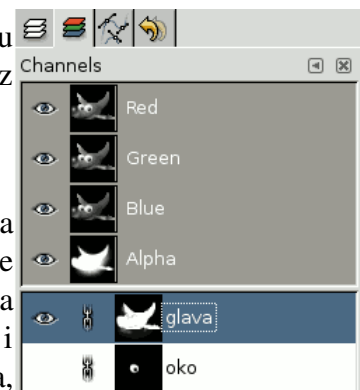 u
z
Channels
Red
Green
Blue
a
Alpha
e
a
glava
i
oko
a,